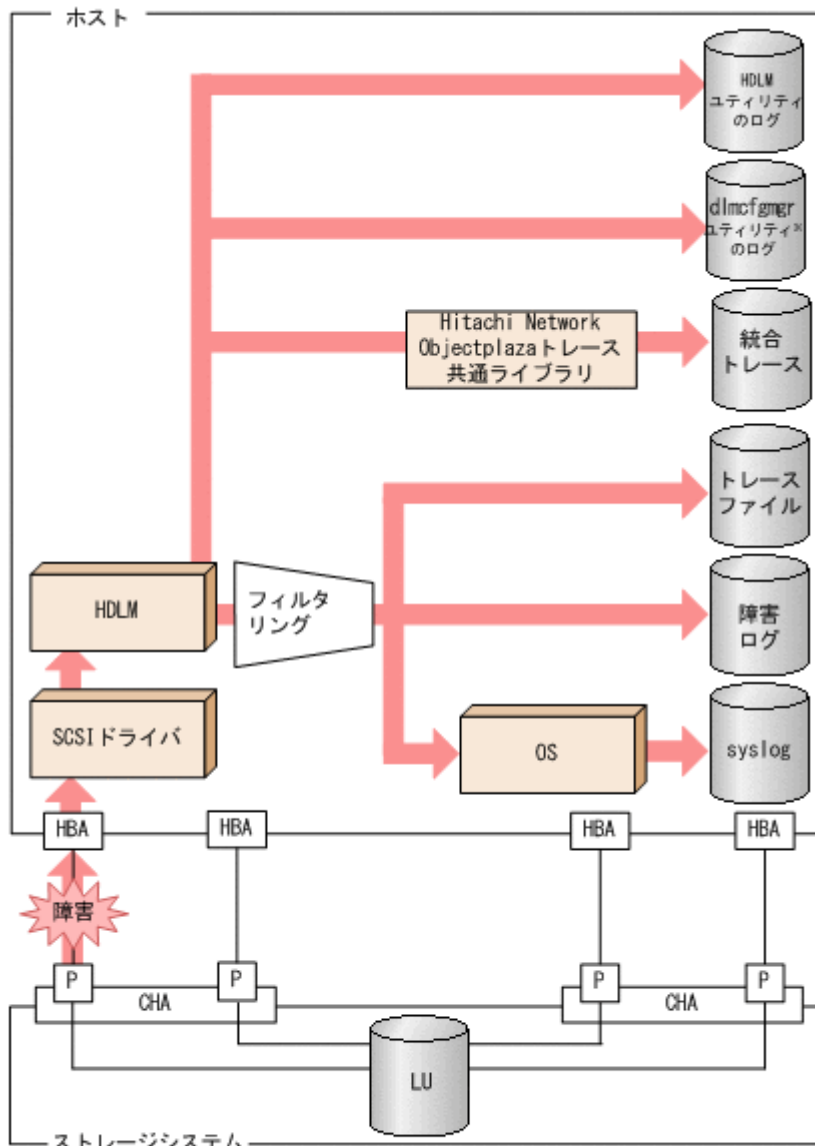 ホスト
HDLM
ユティリティ
のログ
dlmcfgmgr
ユティリティ※
のログ
Hitachi Network
Objectplazaトレース
共通ライブラリ
統合
トレース
トレース
ファイル
HDLM
フィルタ
リング
障害
ログ
SCSIドライバ
OS
syslog
HBA
HBA
HBA
HBA
障害
P
P
P
P
CHA
CHA
LU
ストレージシステム